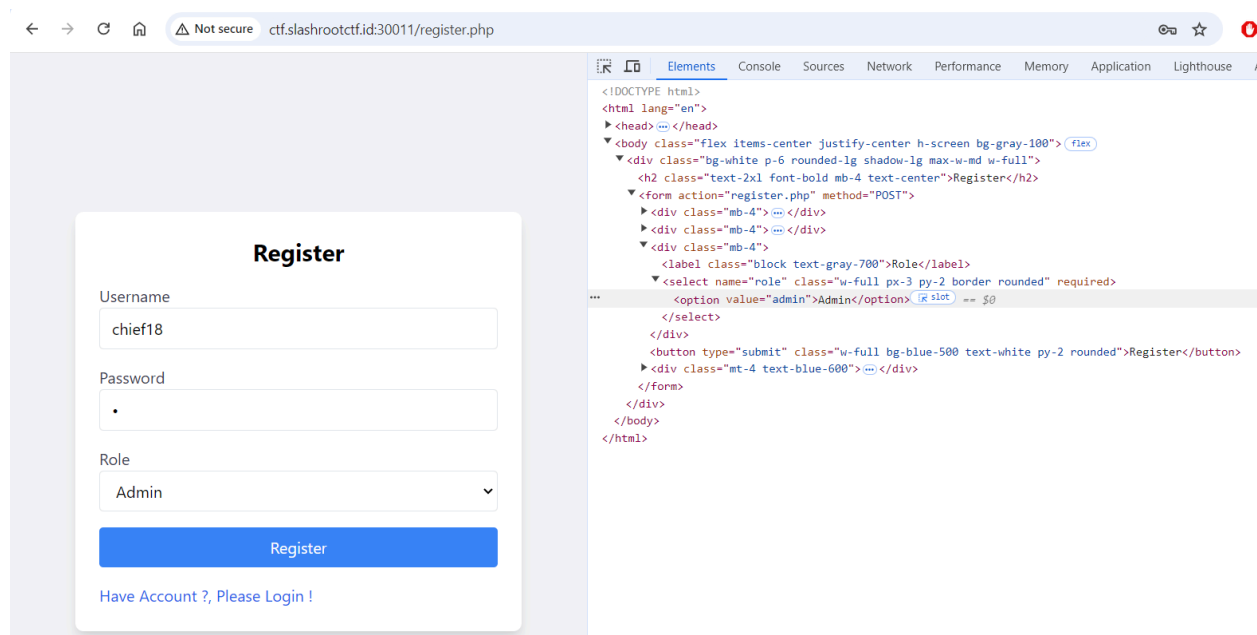 Not secure
ctf.slashrootctf.id:30011/register.php
Elements Console Sources Network Performance Memory Application Lighthouse
Register
Username
chief18
Password
•
Role
Admin
Register
Have Account ?, Please Login !
<!DOCTYPE html>
<html lang="en">
<head> ••• </head>
<body class="flex items-center justify-center h-screen bg-gray-100"> flex
<div class="bg-white p-6 rounded-lg shadow-lg max-w-md w-full">
<h2 class="text-2xl font-bold mb-4 text-center">Register</h2>
<form action="register.php" method="POST">
<div class="mb-4"> ••• </div>
<div class="mb-4"> ••• </div>
<div class="mb-4">
<label class="block text-gray-700">Role</label>
<select name="role" class="w-full px-3 py-2 border rounded" required>
••• <option value="admin">Admin</option> slot == $0
</select>
</div>
<button type="submit" class="w-full bg-blue-500 text-white py-2 rounded">Register</button>
<div class="mt-4 text-blue-600"> ••• </div>
</form>
</div>
</body>
</html>